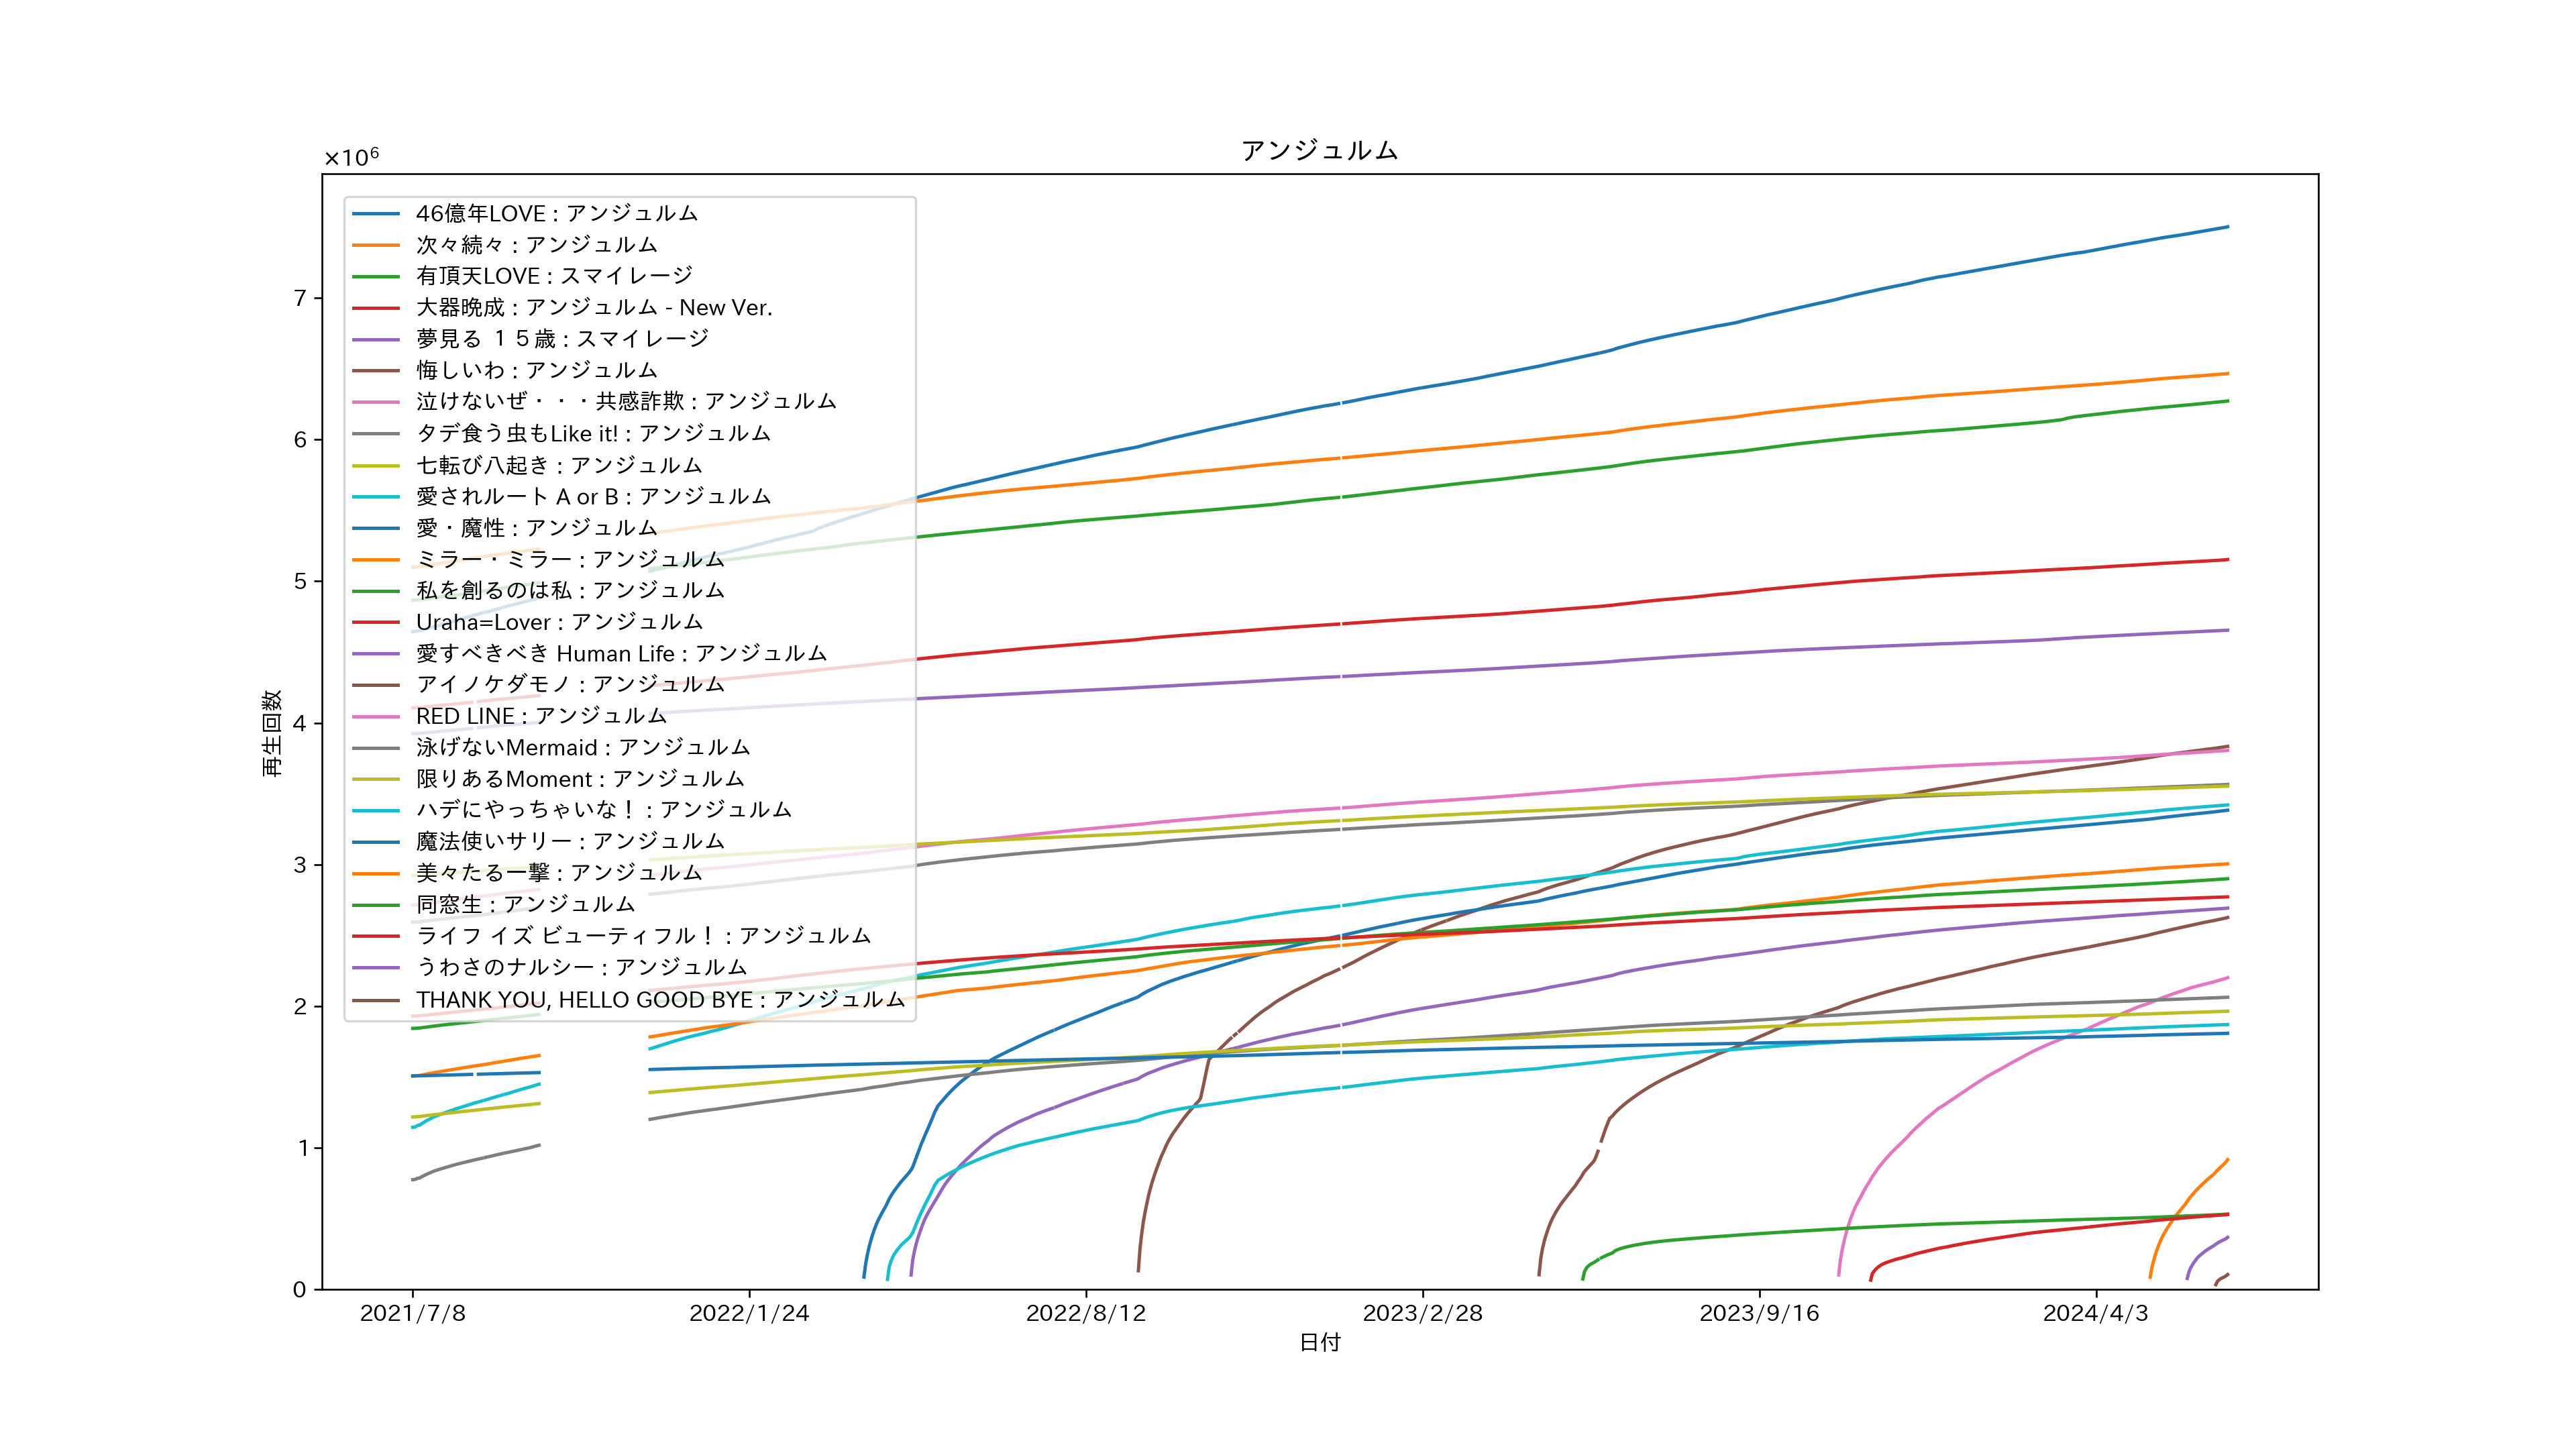 アンジュルム
×10⁶
46億年LOVE : アンジュルム
次々続々 : アンジュルム
有頂天LOVE : スマイレージ
大器晩成 : アンジュルム - New Ver.
夢見る １５歳 : スマイレージ
悔しいわ : アンジュルム
泣けないぜ・・・共感詐欺 : アンジュルム
タデ食う虫もLike it! : アンジュルム
七転び八起き : アンジュルム
愛されルート A or B : アンジュルム
愛・魔性 : アンジュルム
ミラー・ミラー : アンジュルム
私を創るのは私 : アンジュルム
Uraha=Lover : アンジュルム
愛すべきべき Human Life : アンジュルム
アイノケダモノ : アンジュルム
RED LINE : アンジュルム
泳げないMermaid : アンジュルム
限りあるMoment : アンジュルム
ハデにやっちゃいな！ : アンジュルム
魔法使いサリー : アンジュルム
美々たる一撃 : アンジュルム
同窓生 : アンジュルム
ライフ イズ ビューティフル！ : アンジュルム
うわさのナルシー : アンジュルム
THANK YOU, HELLO GOOD BYE : アンジュルム
7
6
5
4
3
2
1
0
再生回数
2021/7/8
2022/1/24
2022/8/12
2023/2/28
2023/9/16
2024/4/3
日付